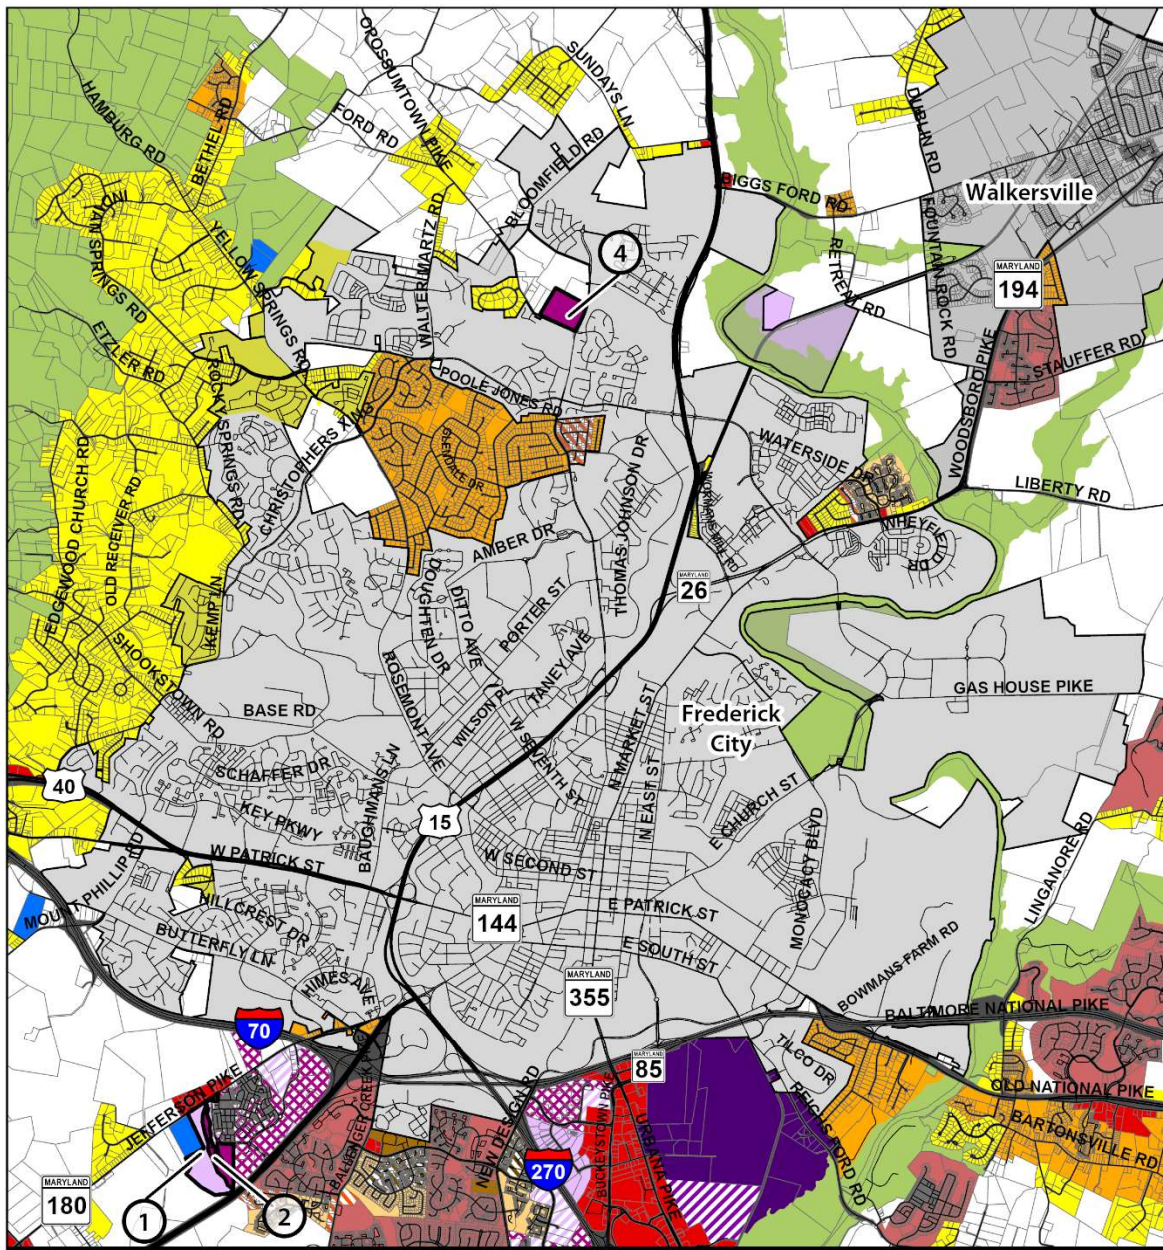 OPOSSUMTOWN PIKE
SUNDAYS LN
HAMBURG RD
BETHEL RD
FORD RD
BLOOMFIELD RD
DUBLIN RD
BIGGS FORD RD
Walkersville
INDIAN SPRINGS RD
YELLOW SPRINGS RD
WALTER MARTZ RD
4
RETREAT RD
FOUNTAIN ROCK RD
MARYLAND
194
ETZLER RD
ROCKY SPRINGS RD
POOLE JONES RD
WOODSBORO PIKE
STAUFFER RD
CHRISTOPHERS XING
GLENDALE DR
THOMAS JOHNSON DR
WATERSIDE DR
EDGEWOOD CHURCH RD
OLD RECEIVER RD
LIBERTY RD
WORMANS MILL RD
WHEYFIELD DR
AMBER DR
MARYLAND
26
KEMP LN
DOUGHTEN DR
DITTO AVE
PORTER ST
TANEY AVE
SHOOKSTOWN RD
ROSEMONT AVE
WILSON PL
W SEVENTH ST
N MARKET ST
Frederick
City
GAS HOUSE PIKE
BASE RD
SCHAFFER DR
40
KEY PKWY
BAUGHMANS LN
15
N EAST ST
E CHURCH ST
W PATRICK ST
W SECOND ST
MONOCACY BLVD
LINGANORE RD
MOUNT PHILLIP RD
HILLCREST DR
MARYLAND
144
E PATRICK ST
BUTTERFLY LN
E SOUTH ST
BOWMANS FARM RD
HIMES AVE
MARYLAND
355
BALTIMORE NATIONAL PIKE
70
MARYLAND
85
TILCO DR
JEFFERSON PIKE
BALLENGER CREEK PIKE
NEW DESIGN RD
BUCKEYSTOWN PIKE
URBANA PIKE
REICHS FORD RD
OLD NATIONAL PIKE
BARTONSVILLE RD
270
MARYLAND
180
1
2